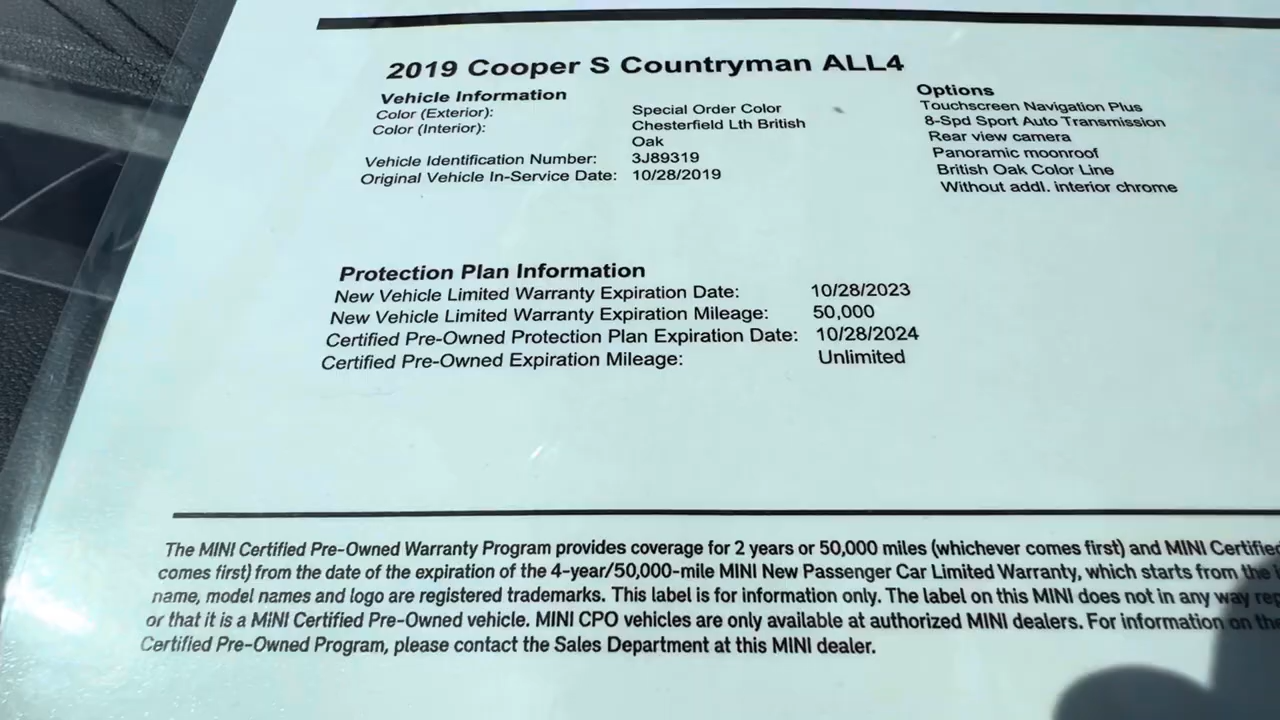 2019 Cooper S Countryman ALL4
Vehicle Information
Color (Exterior): Special Order Color
Color (Interior): Chesterfield Lth British
Oak
Vehicle Identification Number: 3J89319
Original Vehicle In-Service Date: 10/28/2019
Options
Touchscreen Navigation Plus
8-Spd Sport Auto Transmission
Rear view camera
Panoramic moonroof
British Oak Color Line
Without addl. interior chrome
Protection Plan Information
New Vehicle Limited Warranty Expiration Date: 10/28/2023
New Vehicle Limited Warranty Expiration Mileage: 50,000
Certified Pre-Owned Protection Plan Expiration Date: 10/28/2024
Certified Pre-Owned Expiration Mileage: Unlimited
The MINI Certified Pre-Owned Warranty Program provides coverage for 2 years or 50,000 miles (whichever comes first) and MINI Certified
comes first) from the date of the expiration of the 4-year/50,000-mile MINI New Passenger Car Limited Warranty, which starts from the
name, model names and logo are registered trademarks. This label is for information only. The label on this MINI does not in any way
or that it is a MINI Certified Pre-Owned vehicle. MINI CPO vehicles are only available at authorized MINI dealers. For information on the
Certified Pre-Owned Program, please contact the Sales Department at this MINI dealer.